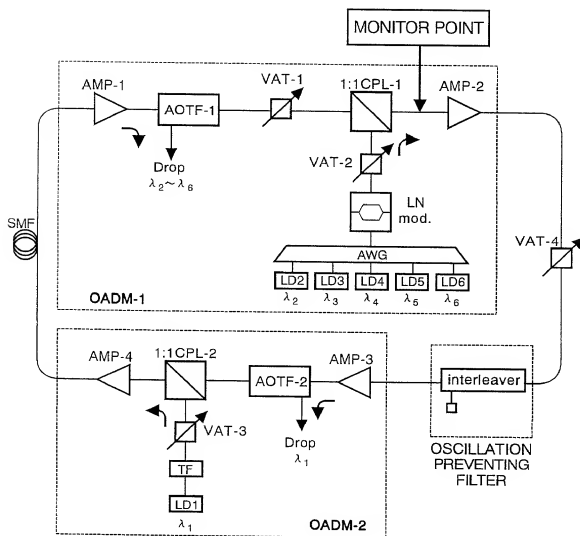 MONITOR POINT
AMP-1
AOTF-1
VAT-1
1:1CPL-1
AMP-2
Drop
λ2~λ6
VAT-2
LN
mod.
AWG
LD2 LD3 LD4 LD5 LD6
λ2 λ3 λ4 λ5 λ6
OADM-1
SMF
VAT-4
AMP-4
1:1CPL-2
AOTF-2
AMP-3
interleaver
VAT-3
Drop
λ1
TF
LD1
λ1
OADM-2
OSCILLATION
PREVENTING
FILTER